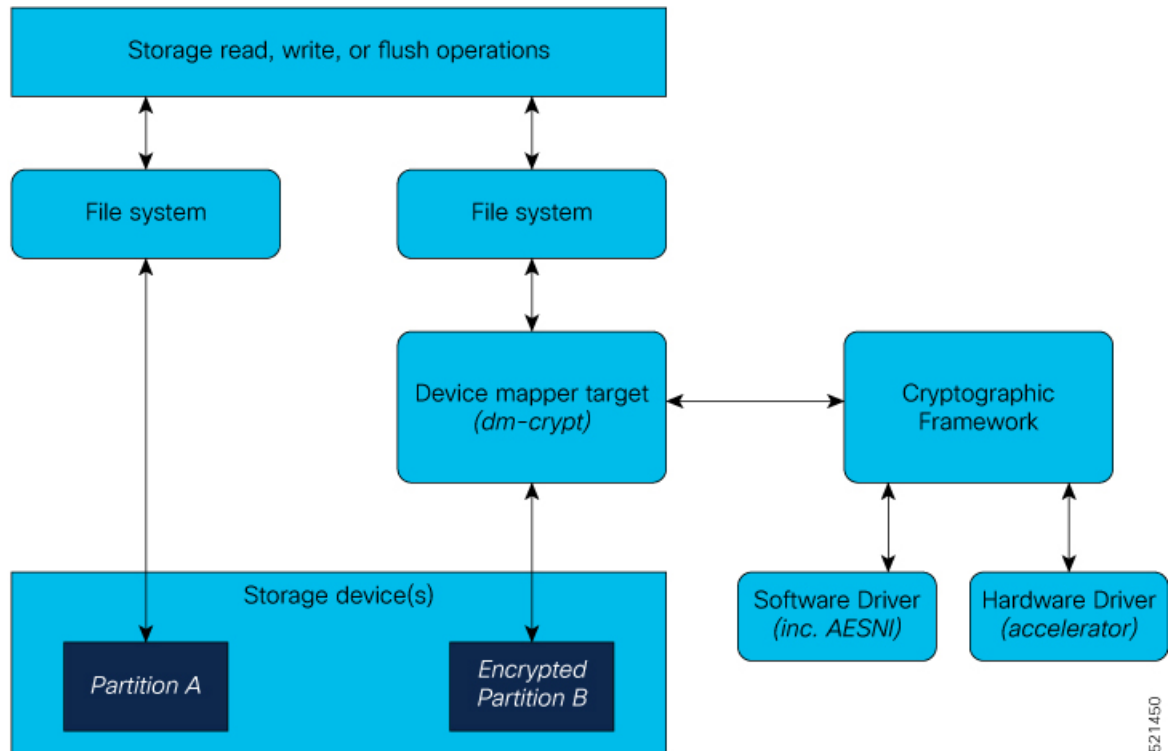 Storage read, write, or flush operations
File system
File system
Device mapper target
(dm-crypt)
Cryptographic
Framework
Storage device(s)
Software Driver
(inc. AESNI)
Hardware Driver
(accelerator)
Partition A
Encrypted
Partition B
521450